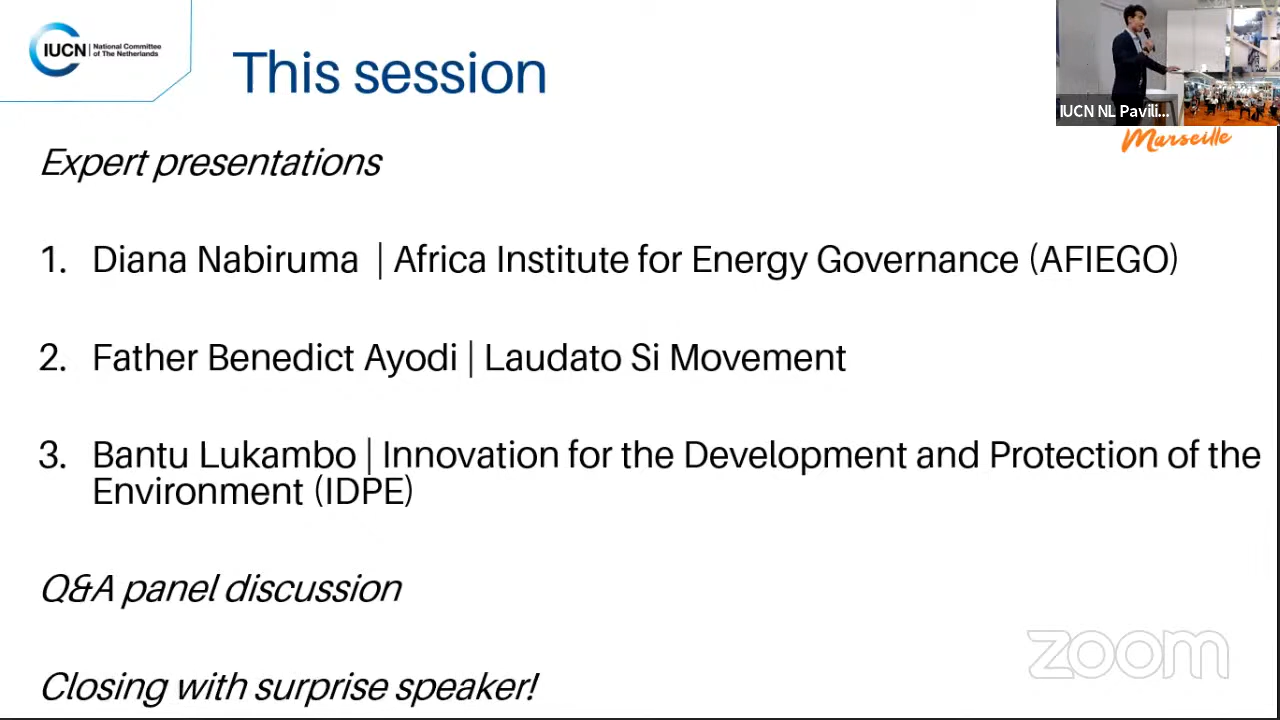 IUCN National Committee
of The Netherlands
This session
IUCN NL Pavili...
Marseille
Expert presentations
1. Diana Nabiruma | Africa Institute for Energy Governance (AFIEGO)
2. Father Benedict Ayodi | Laudato Si Movement
3. Bantu Lukambo | Innovation for the Development and Protection of the
Environment (IDPE)
Q&A panel discussion
Closing with surprise speaker!
zoom